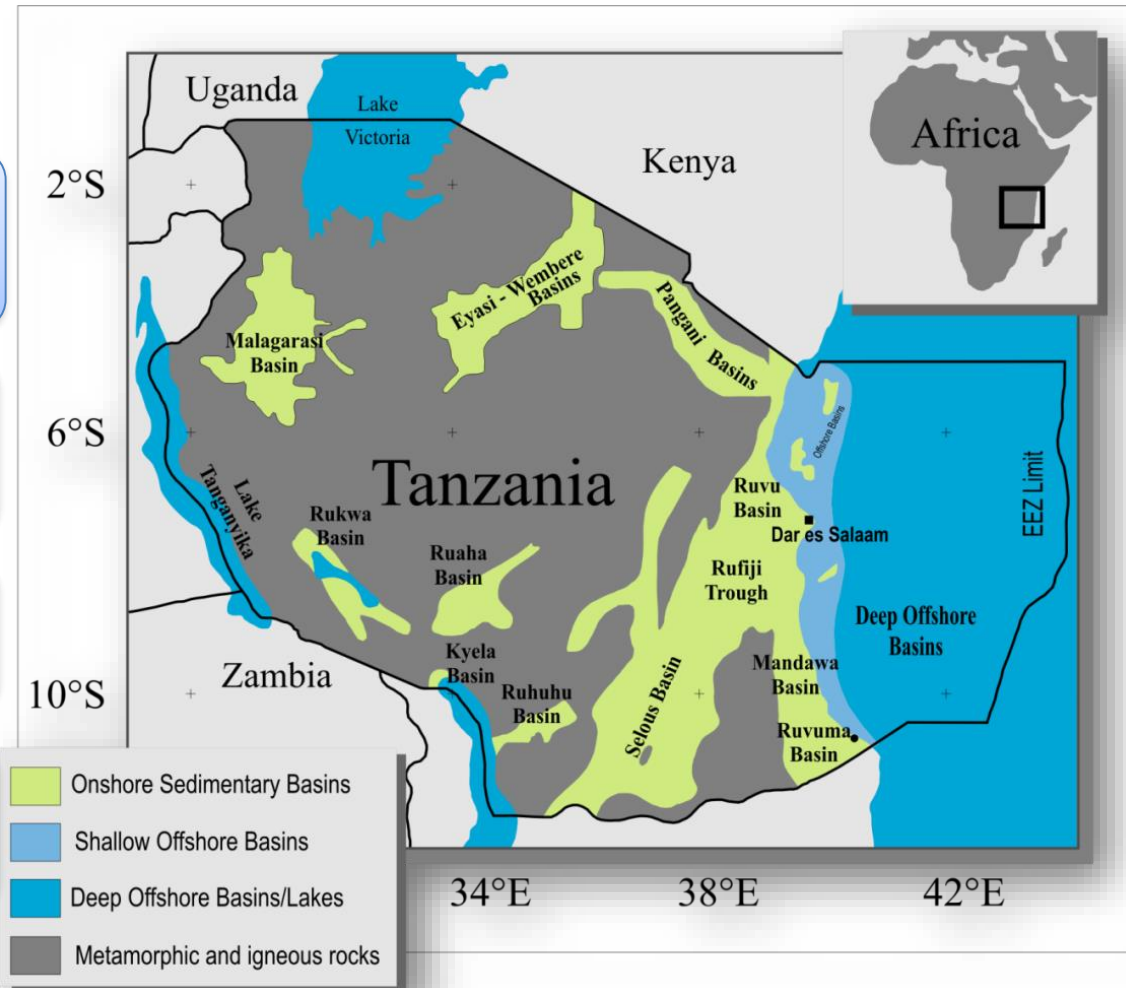 Uganda
Lake
Victoria
Kenya
Africa
2°S
Eyasi - Wembere
Basins
Pangani Basins
Malagarasi
Basin
6°S
Offshore Basins
Tanzania
Lake
Tanganyika
Ruvu
Basin
EEZ Limit
Rukwa
Basin
Ruaha
Basin
Dar es Salaam
Rufiji
Trough
Deep Offshore
Basins
Kyela
Basin
Zambia
10°S
Ruhuhu
Basin
Selous Basin
Mandawa
Basin
Ruvuma
Basin
Onshore Sedimentary Basins
Shallow Offshore Basins
Deep Offshore Basins/Lakes
Metamorphic and igneous rocks
34°E
38°E
42°E